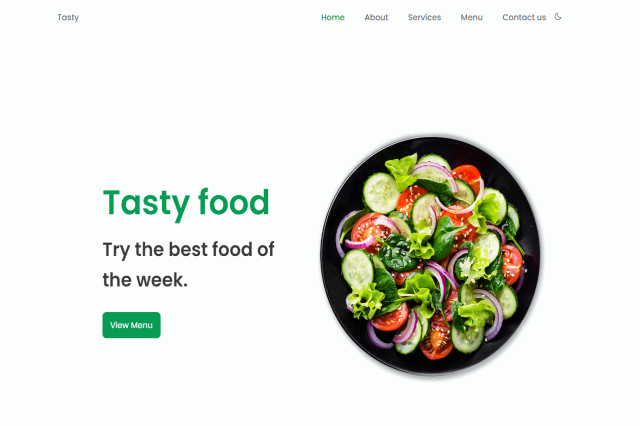 Tasty
Home About Services Menu Contact us
Tasty food
Try the best food of
the week.
View Menu